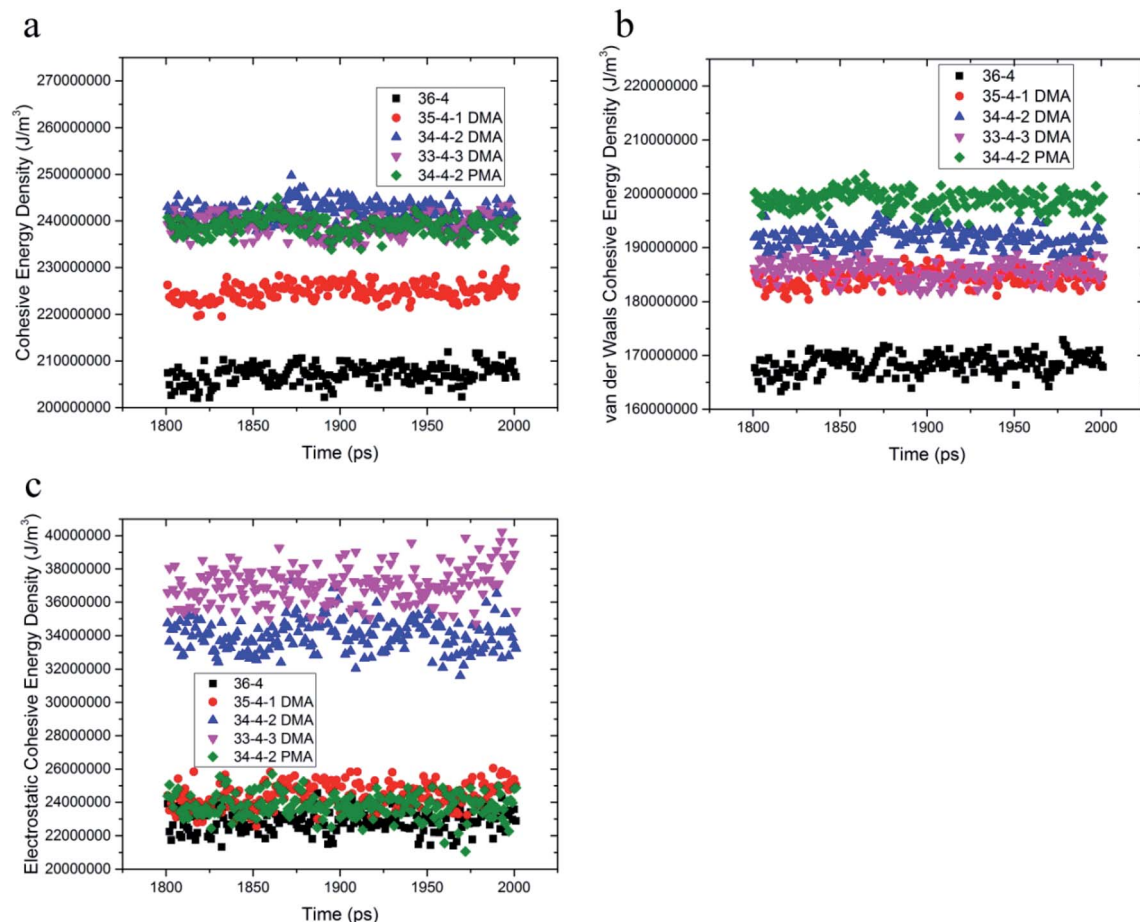 a
Cohesive Energy Density (J/m³)
270000000
260000000
250000000
240000000
230000000
220000000
210000000
200000000
36-4
35-4-1 DMA
34-4-2 DMA
33-4-3 DMA
34-4-2 PMA
1800 1850 1900 1950 2000
Time (ps)
b
van der Waals Cohesive Energy Density (J/m³)
220000000
210000000
200000000
190000000
180000000
170000000
160000000
36-4
35-4-1 DMA
34-4-2 DMA
33-4-3 DMA
34-4-2 PMA
1800 1850 1900 1950 2000
Time (ps)
c
Electrostatic Cohesive Energy Density (J/m³)
40000000
38000000
36000000
34000000
32000000
30000000
28000000
26000000
24000000
22000000
20000000
36-4
35-4-1 DMA
34-4-2 DMA
33-4-3 DMA
34-4-2 PMA
1800 1850 1900 1950 2000
Time (ps)